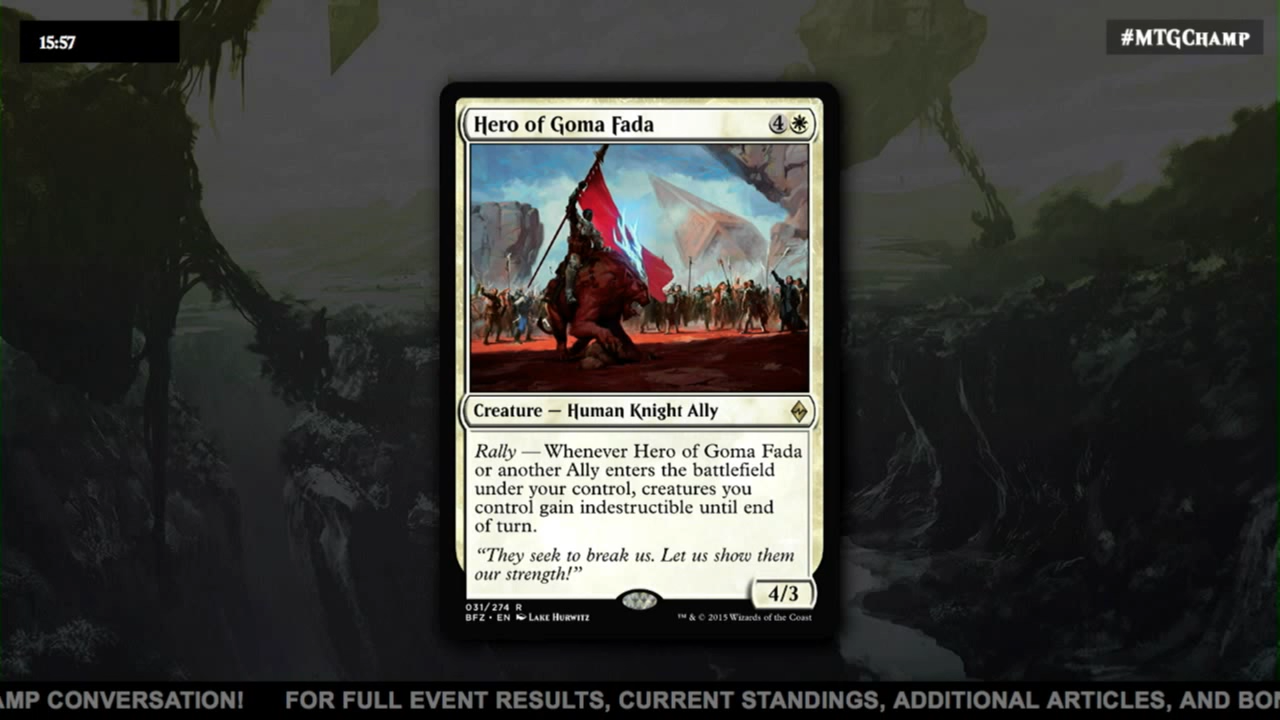 15:57
#MTGCHAMP
Hero of Goma Fada
4
Creature — Human Knight Ally
Rally — Whenever Hero of Goma Fada
or another Ally enters the battlefield
under your control, creatures you
control gain indestructible until end
of turn.
“They seek to break us. Let us show them
our strength!”
4/3
031/274 R
BFZ • EN LAKE HURWITZ
™ & © 2015 Wizards of the Coast
AMP CONVERSATION! FOR FULL EVENT RESULTS, CURRENT STANDINGS, ADDITIONAL ARTICLES, AND BO